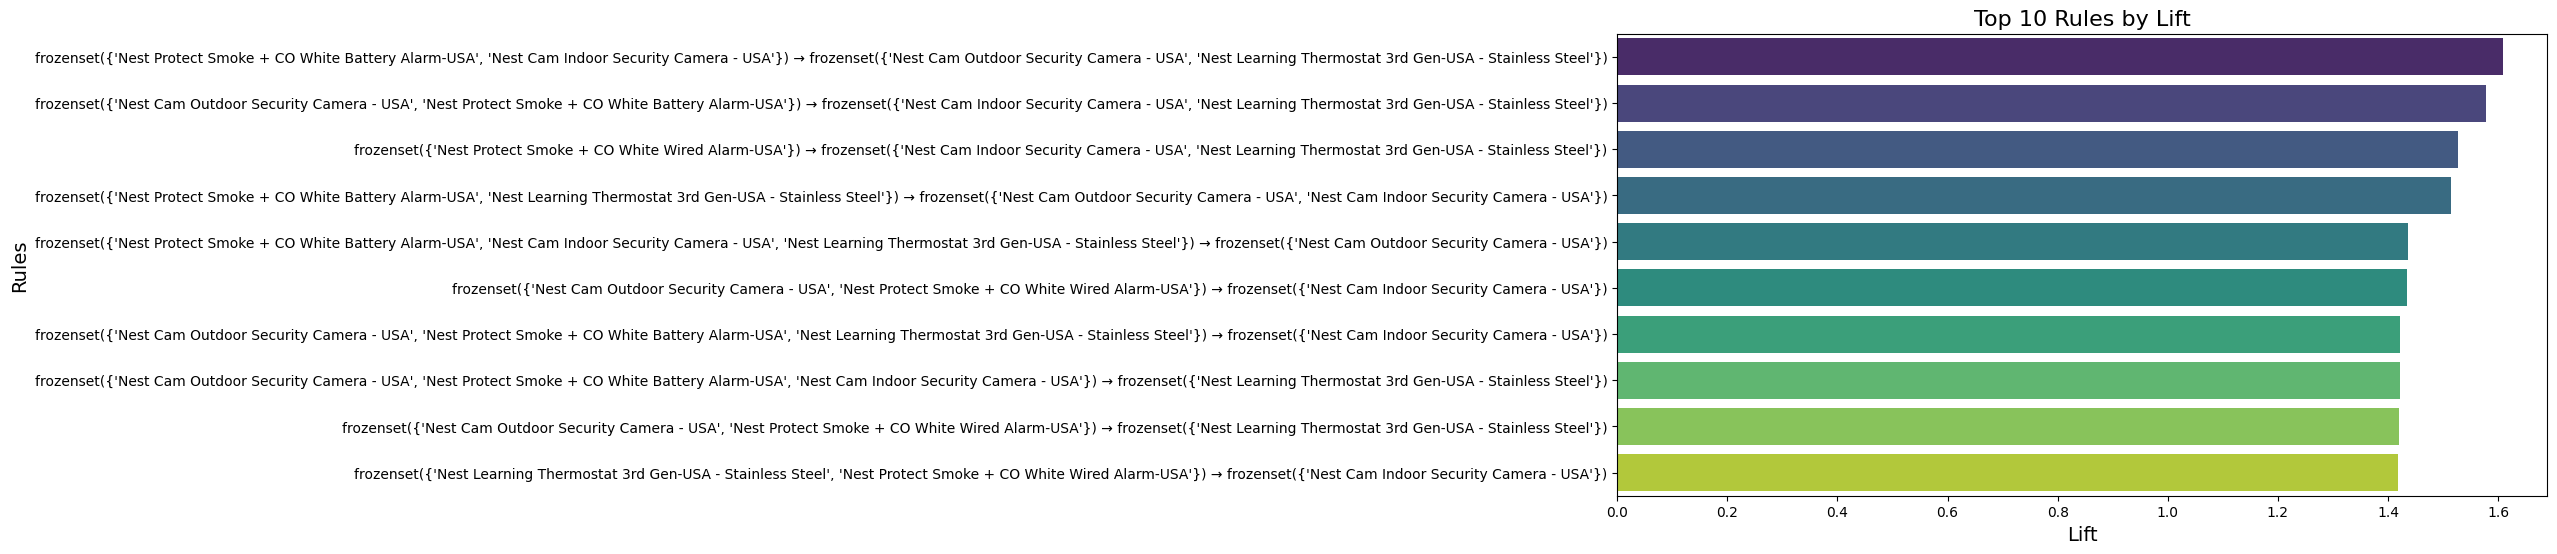 Top 10 Rules by Lift
frozenset({'Nest Protect Smoke + CO White Battery Alarm-USA', 'Nest Cam Indoor Security Camera - USA'}) → frozenset({'Nest Cam Outdoor Security Camera - USA', 'Nest Learning Thermostat 3rd Gen-USA - Stainless Steel'})
frozenset({'Nest Cam Outdoor Security Camera - USA', 'Nest Protect Smoke + CO White Battery Alarm-USA'}) → frozenset({'Nest Cam Indoor Security Camera - USA', 'Nest Learning Thermostat 3rd Gen-USA - Stainless Steel'})
frozenset({'Nest Protect Smoke + CO White Wired Alarm-USA'}) → frozenset({'Nest Cam Indoor Security Camera - USA', 'Nest Learning Thermostat 3rd Gen-USA - Stainless Steel'})
frozenset({'Nest Protect Smoke + CO White Battery Alarm-USA', 'Nest Learning Thermostat 3rd Gen-USA - Stainless Steel'}) → frozenset({'Nest Cam Outdoor Security Camera - USA', 'Nest Cam Indoor Security Camera - USA'})
frozenset({'Nest Protect Smoke + CO White Battery Alarm-USA', 'Nest Cam Indoor Security Camera - USA', 'Nest Learning Thermostat 3rd Gen-USA - Stainless Steel'}) → frozenset({'Nest Cam Outdoor Security Camera - USA'})
frozenset({'Nest Cam Outdoor Security Camera - USA', 'Nest Protect Smoke + CO White Wired Alarm-USA'}) → frozenset({'Nest Cam Indoor Security Camera - USA'})
frozenset({'Nest Cam Outdoor Security Camera - USA', 'Nest Protect Smoke + CO White Battery Alarm-USA', 'Nest Learning Thermostat 3rd Gen-USA - Stainless Steel'}) → frozenset({'Nest Cam Indoor Security Camera - USA'})
frozenset({'Nest Cam Outdoor Security Camera - USA', 'Nest Protect Smoke + CO White Battery Alarm-USA', 'Nest Cam Indoor Security Camera - USA'}) → frozenset({'Nest Learning Thermostat 3rd Gen-USA - Stainless Steel'})
frozenset({'Nest Cam Outdoor Security Camera - USA', 'Nest Protect Smoke + CO White Wired Alarm-USA'}) → frozenset({'Nest Learning Thermostat 3rd Gen-USA - Stainless Steel'})
frozenset({'Nest Learning Thermostat 3rd Gen-USA - Stainless Steel', 'Nest Protect Smoke + CO White Wired Alarm-USA'}) → frozenset({'Nest Cam Indoor Security Camera - USA'})
Rules
0.0 0.2 0.4 0.6 0.8 1.0 1.2 1.4 1.6
Lift